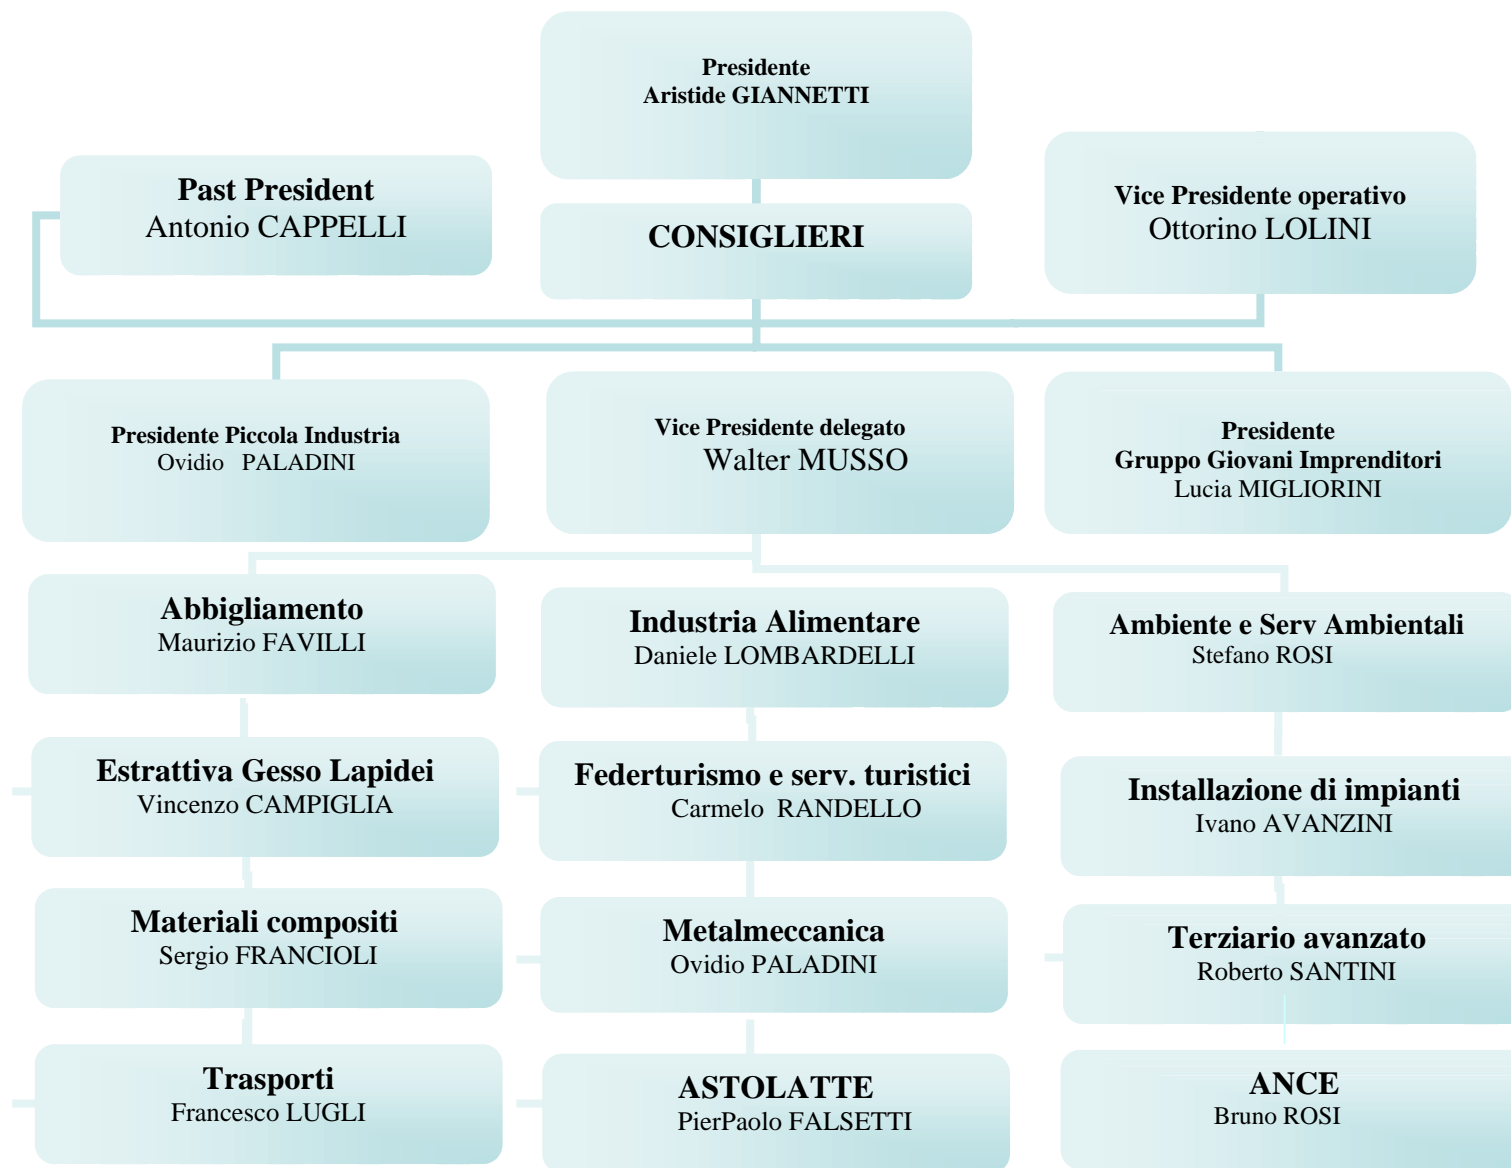 Presidente
Aristide GIANNETTI
Past President
Antonio CAPPELLI
CONSIGLIERI
Vice Presidente operativo
Ottorino LOLINI
Presidente Piccola Industria
Ovidio PALADINI
Vice Presidente delegato
Walter MUSSO
Presidente
Gruppo Giovani Imprenditori
Lucia MIGLIORINI
Abbigliamento
Maurizio FAVILLI
Industria Alimentare
Daniele LOMBARDELLI
Ambiente e Serv Ambientali
Stefano ROSI
Estrattiva Gesso Lapidei
Vincenzo CAMPIGLIA
Federturismo e serv. turistici
Carmelo RANDELLO
Installazione di impianti
Ivano AVANZINI
Materiali compositi
Sergio FRANCIOLI
Metalmeccanica
Ovidio PALADINI
Terziario avanzato
Roberto SANTINI
Trasporti
Francesco LUGLI
ASTOLATTE
PierPaolo FALSETTI
ANCE
Bruno ROSI